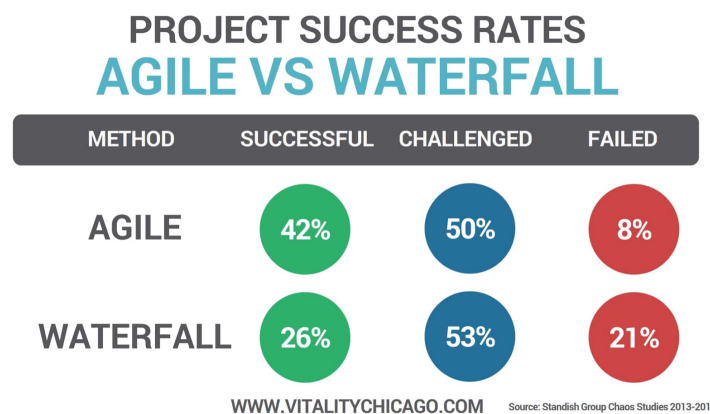 PROJECT SUCCESS RATES
AGILE VS WATERFALL
METHOD SUCCESSFUL CHALLENGED FAILED
AGILE 42% 50% 8%
WATERFALL 26% 53% 21%
WWW.VITALITYCHICAGO.COM Source: Standish Group Chaos Studies 2013-201